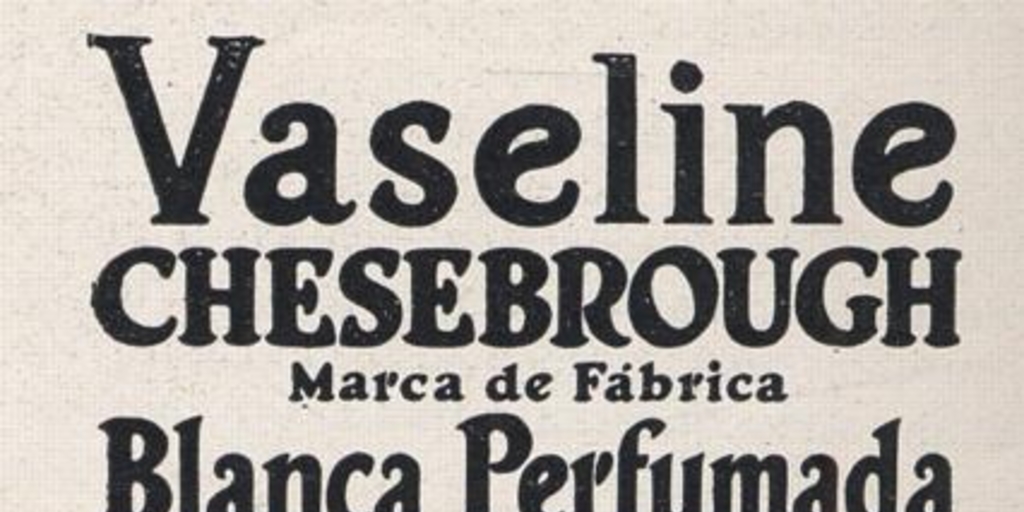 Vaseline
CHESEBROUGH
Marca de Fábrica
Blanca Perfumada